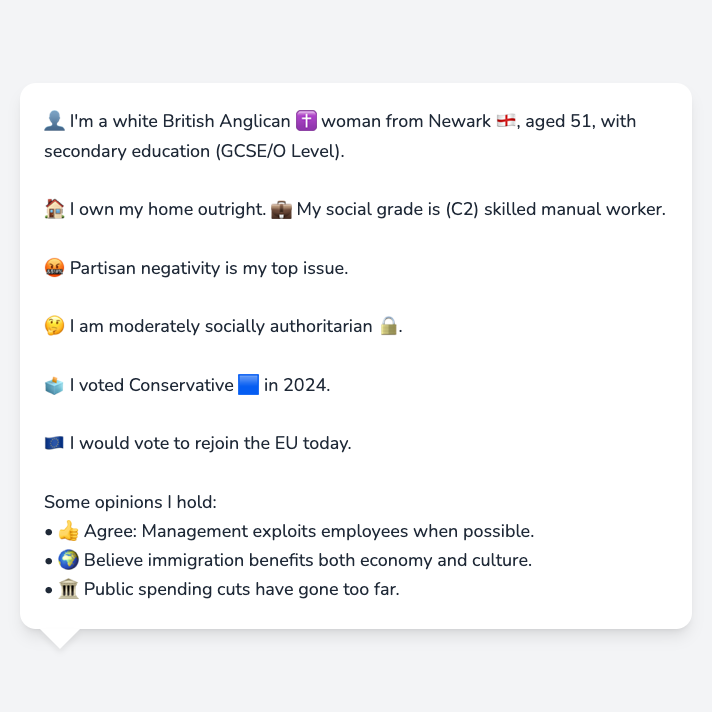 👤 I'm a white British Anglican ✝️ woman from Newark 🏴󠁧󠁢󠁥󠁮󠁧󠁿, aged 51, with
secondary education (GCSE/O Level).
🏠 I own my home outright. 💼 My social grade is (C2) skilled manual worker.
🤬 Partisan negativity is my top issue.
🤔 I am moderately socially authoritarian 🔒.
🗳️ I voted Conservative 🟦 in 2024.
🇪🇺 I would vote to rejoin the EU today.
Some opinions I hold:
• 👍 Agree: Management exploits employees when possible.
• 🌍 Believe immigration benefits both economy and culture.
• 🏛️ Public spending cuts have gone too far.